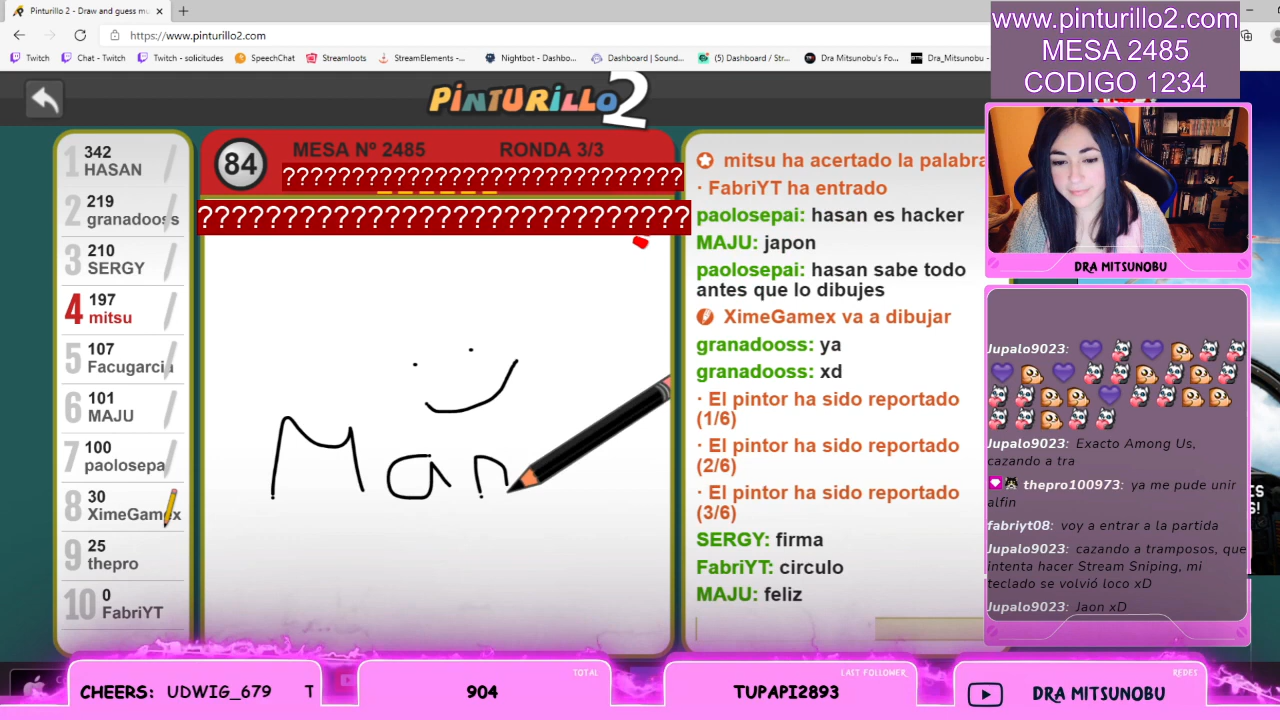 Pinturillo 2 - Draw and guess mu
https://www.pinturillo2.com
Twitch
Chat - Twitch
Twitch - solicitudes
SpeechChat
Streamloots
StreamElements -...
Nightbot - Dashbo...
Dashboard | Sound...
(5) Dashboard / Str...
Dra Mitsunobu's Fo...
Dra_Mitsunobu -
www.pinturillo2.com
MESA 2485
CODIGO 1234
PINTURILLO 2
1 342 HASAN
2 219 granadooss
3 210 SERGY
4 197 mitsu
5 107 Facugarcia
6 101 MAJU
7 100 paolosepa
8 30 XimeGamex
9 25 thepro
10 0 FabriYT
84
MESA Nº 2485 RONDA 3/3
????????????????????????????
????????????????????????????
Man
mitsu ha acertado la palabra
· FabriYT ha entrado
paolosepai: hasan es hacker
MAJU: japon
paolosepai: hasan sabe todo
antes que lo dibujes
XimeGamex va a dibujar
granadooss: ya
granadooss: xd
· El pintor ha sido reportado
(1/6)
· El pintor ha sido reportado
(2/6)
· El pintor ha sido reportado
(3/6)
SERGY: firma
FabriYT: circulo
MAJU: feliz
DRA MITSUNOBU
Jupalo9023:
Jupalo9023: Exacto Among Us,
cazando a tra
thepro100973: ya me pude unir
alfin
fabriyt08: voy a entrar a la partida
Jupalo9023: cazando a tramposos, que
intenta hacer Stream Sniping, mi
teclado se volvió loco xD
Jupalo9023: Jaon xD
CHEERS: UDWIG_679 T
TOTAL
904
LAST FOLLOWER
TUPAPI2893
REDES
DRA MITSUNOBU